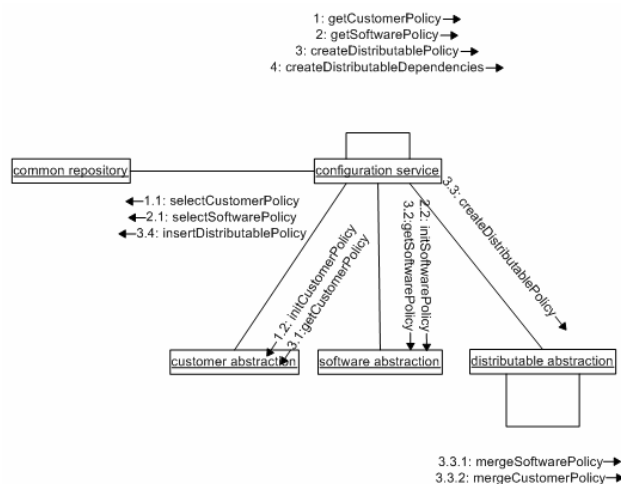 1: getCustomerPolicy
2: getSoftwarePolicy
3: createDistributablePolicy
4: createDistributableDependencies
common repository
configuration service
1.1: selectCustomerPolicy
2.1: selectSoftwarePolicy
3.4: insertDistributablePolicy
1.2: initCustomerPolicy
3.1:getCustomerPolicy
3.2:getSoftwarePolicy
2.2: initSoftwarePolicy
3.3: createDistributablePolicy
customer abstraction
software abstraction
distributable abstraction
3.3.1: mergeSoftwarePolicy
3.3.2: mergeCustomerPolicy